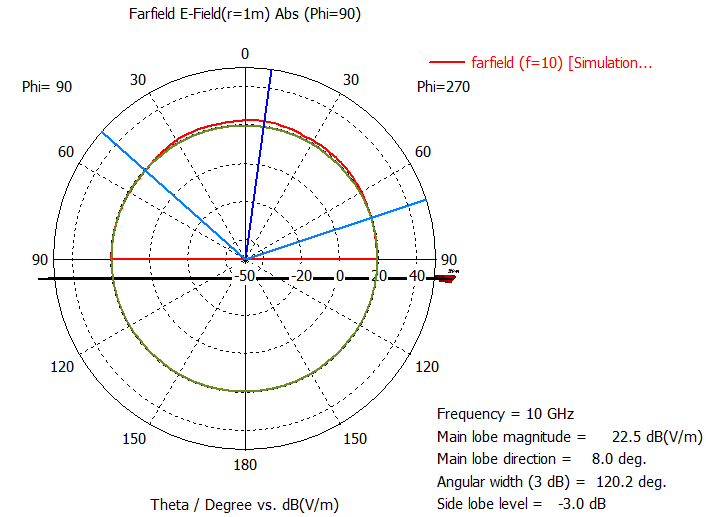 Farfield E-Field(r=1m) Abs (Phi=90)
0
farfield (f=10) [Simulation...
30
30
Phi= 90
Phi=270
60
60
90
90
-50
-20
0
20
40
120
120
150
150
180
Frequency = 10 GHz
Main lobe magnitude = 22.5 dB(V/m)
Main lobe direction = 8.0 deg.
Angular width (3 dB) = 120.2 deg.
Side lobe level = -3.0 dB
Theta / Degree vs. dB(V/m)